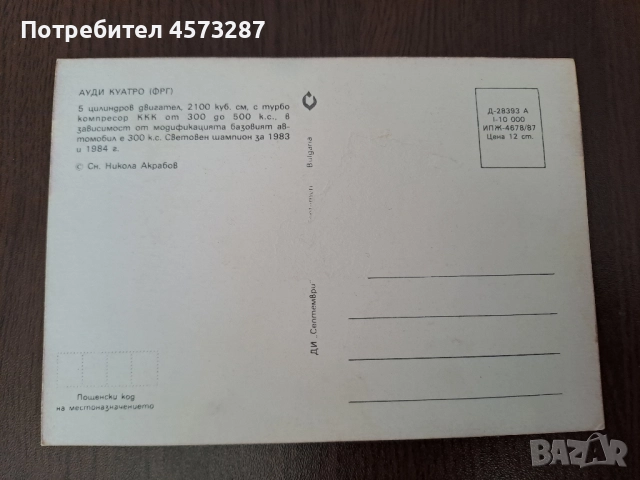 Потребител 4573287
АУДИ КУАТРО (ФРГ)
5 цилиндров двигател, 2100 куб. см, с турбо
компресор ККК от 300 до 500 к.с., в
зависимост от модификацията базовият ав-
томобил е 300 к.с. Световен шампион за 1983
и 1984 г.
© Сн. Никола Акрабов
Д-28393 А
I-10 000
ИПЖ-4678/87
Цена 12 ст.
ДИ „Септември“
Bulgaria
Пощенски код
на местоназначението
BAZAR